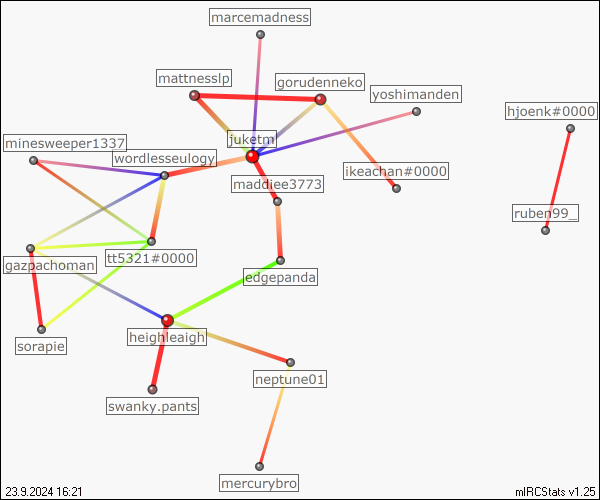 marcemadness
mattnesslp
gorudenneko
yoshimanden
hjoenk#0000
minesweeper1337
juketm
wordlesseulogy
ikeachan#0000
maddiee3773
ruben99_
gazpachoman
tt5321#0000
edgepanda
sorapie
heighleaigh
neptune01
swanky.pants
mercurybro
23.9.2024 16:21
mIRCStats v1.25